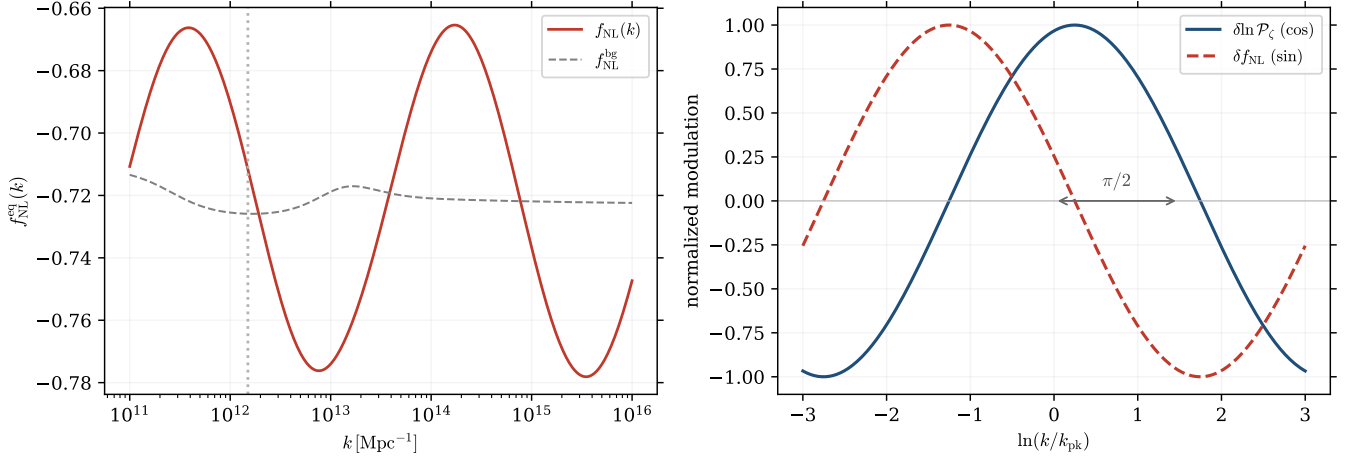 −0.66
−0.68
−0.70
−0.72
−0.74
−0.76
−0.78
f_NL^eq(k)
10^11 10^12 10^13 10^14 10^15 10^16
k [Mpc^−1]
f_NL(k)
f_NL^bg
1.00
0.75
0.50
0.25
0.00
−0.25
−0.50
−0.75
−1.00
normalized modulation
π/2
−3 −2 −1 0 1 2 3
ln(k/k_pk)
δln 𝒫_ζ (cos)
δf_NL (sin)